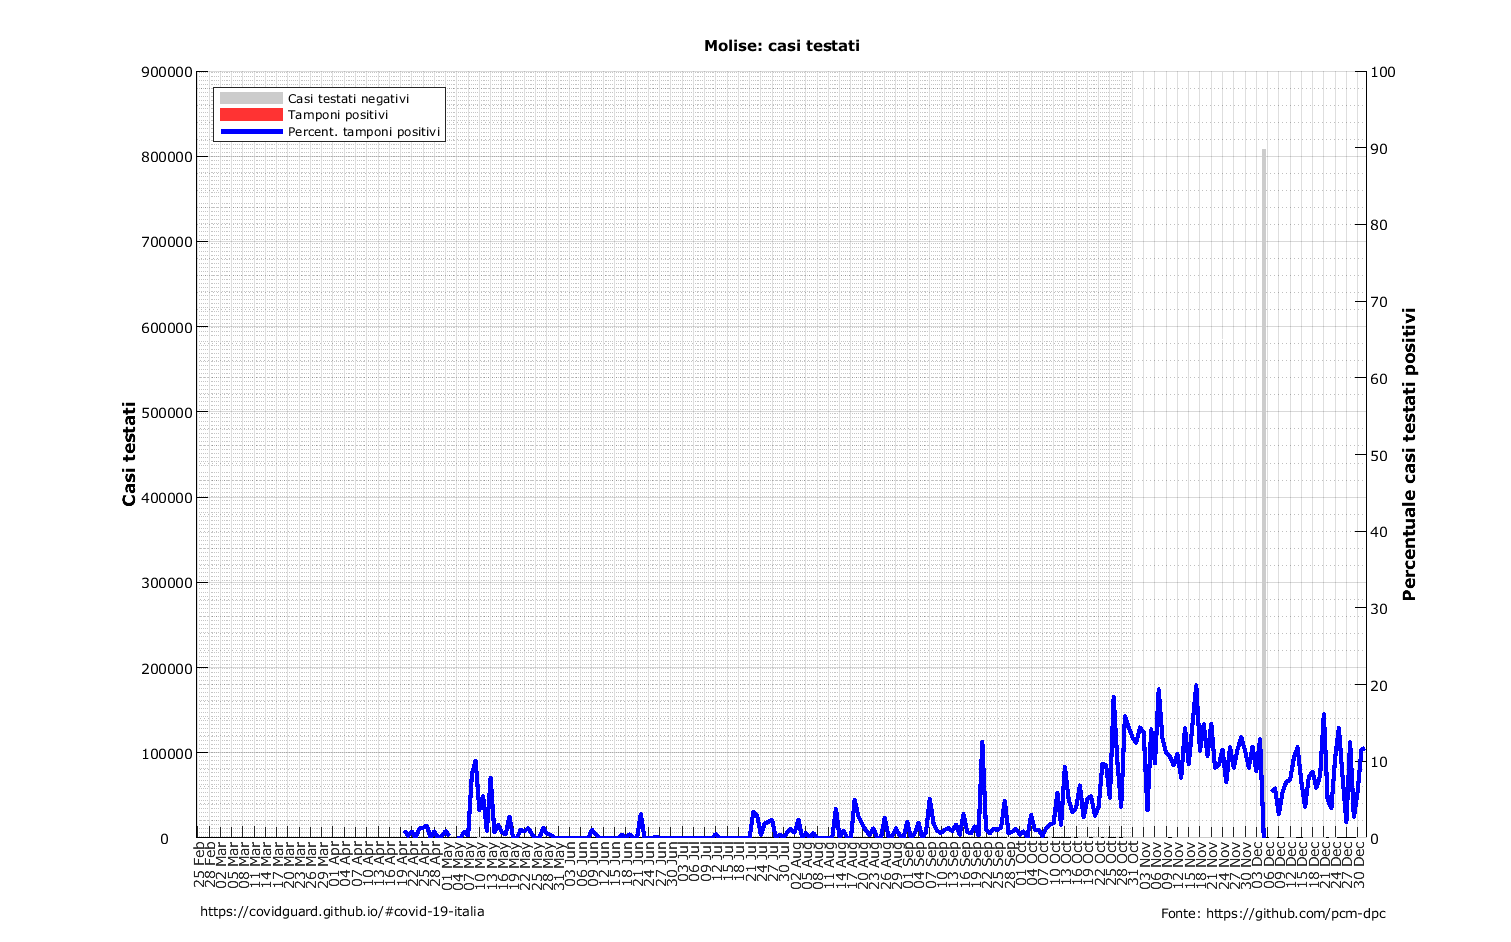 Molise: casi testati
900000
800000
700000
600000
500000
400000
300000
200000
100000
0
Casi testati
Casi testati negativi
Tamponi positivi
Percent. tamponi positivi
100
90
80
70
60
50
40
30
20
10
0
Percentuale casi testati positivi
25 Feb
28 Feb
02 Mar
05 Mar
08 Mar
11 Mar
14 Mar
17 Mar
20 Mar
23 Mar
26 Mar
29 Mar
01 Apr
04 Apr
07 Apr
10 Apr
13 Apr
16 Apr
19 Apr
22 Apr
25 Apr
28 Apr
01 May
04 May
07 May
10 May
13 May
16 May
19 May
22 May
25 May
28 May
31 May
03 Jun
06 Jun
09 Jun
12 Jun
15 Jun
18 Jun
21 Jun
24 Jun
27 Jun
30 Jun
03 Jul
06 Jul
09 Jul
12 Jul
15 Jul
18 Jul
21 Jul
24 Jul
27 Jul
30 Jul
02 Aug
05 Aug
08 Aug
11 Aug
14 Aug
17 Aug
20 Aug
23 Aug
26 Aug
29 Aug
01 Sep
04 Sep
07 Sep
10 Sep
13 Sep
16 Sep
19 Sep
22 Sep
25 Sep
28 Sep
01 Oct
04 Oct
07 Oct
10 Oct
13 Oct
16 Oct
19 Oct
22 Oct
25 Oct
28 Oct
31 Oct
03 Nov
06 Nov
09 Nov
12 Nov
15 Nov
18 Nov
21 Nov
24 Nov
27 Nov
30 Nov
03 Dec
06 Dec
09 Dec
12 Dec
15 Dec
18 Dec
21 Dec
24 Dec
27 Dec
30 Dec
https://covidguard.github.io/#covid-19-italia
Fonte: https://github.com/pcm-dpc